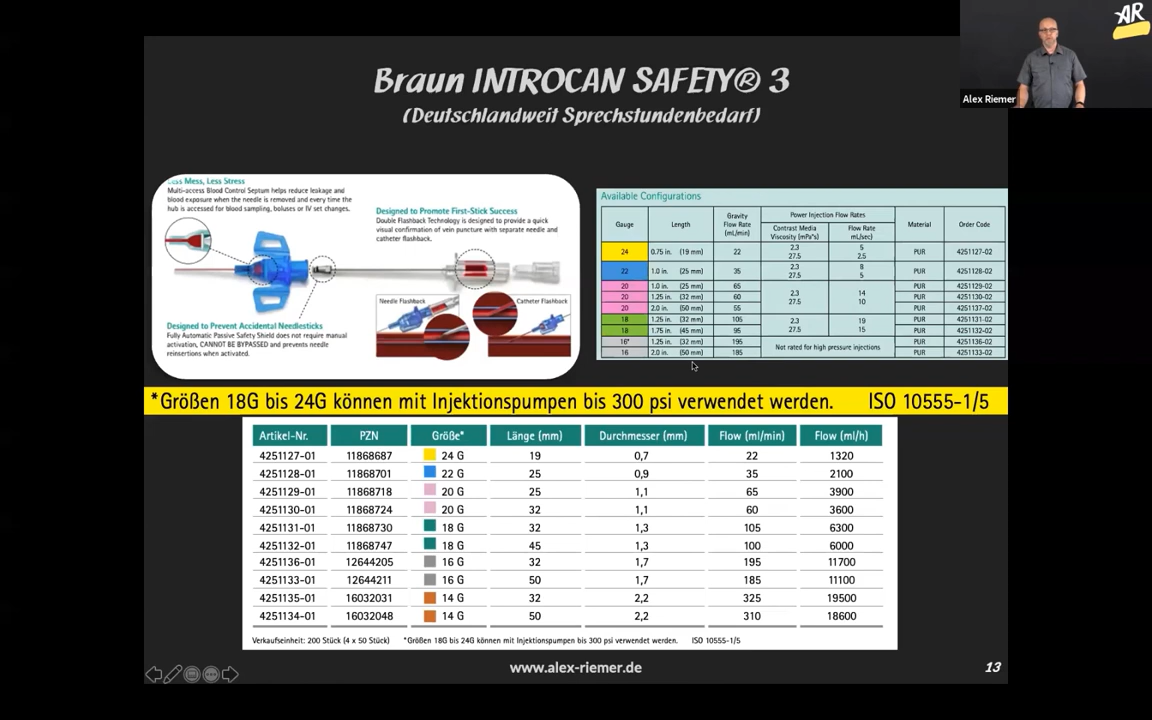 AR
Alex Riemer
Braun INTROCAN SAFETY® 3
(Deutschlandweit Sprechstundenbedarf)
Less Mess, Less Stress
Multi-access Blood Control Septum helps reduce leakage and
blood exposure when the needle is removed and every time the
hub is accessed for blood sampling, boluses or IV set changes.
Designed to Promote First-Stick Success
Double Flashback Technology is designed to provide a quick
visual confirmation of vein puncture with separate needle and
catheter flashback.
Needle Flashback
Catheter Flashback
Designed to Prevent Accidental Needlesticks
Fully Automatic Passive Safety Shield does not require manual
activation, CANNOT BE BYPASSED and prevents needle
reinsertions when activated.
Available Configurations
Gauge Length Gravity Flow Rate (mL/min) Power Injection Flow Rates Material Order Code
Contrast Media Viscosity (mPa*s) Flow Rate mL/sec
24 0.75 in. (19 mm) 22 2.3 5 PUR 4251127-02
27.5 2.5
22 1.0 in. (25 mm) 35 2.3 8 PUR 4251128-02
27.5 5
20 1.0 in. (25 mm) 65 PUR 4251129-02
20 1.25 in. (32 mm) 60 2.3 14 PUR 4251130-02
27.5 10
20 2.0 in. (50 mm) 55 PUR 4251137-02
18 1.25 in. (32 mm) 105 2.3 19 PUR 4251131-02
18 1.75 in. (45 mm) 95 27.5 15 PUR 4251132-02
16* 1.25 in. (32 mm) 195 Not rated for high pressure injections PUR 4251136-02
16 2.0 in. (50 mm) 185 PUR 4251133-02
*Größen 18G bis 24G können mit Injektionspumpen bis 300 psi verwendet werden. ISO 10555-1/5
Artikel-Nr. PZN Größe* Länge (mm) Durchmesser (mm) Flow (ml/min) Flow (ml/h)
4251127-01 11868687 24 G 19 0,7 22 1320
4251128-01 11868701 22 G 25 0,9 35 2100
4251129-01 11868718 20 G 25 1,1 65 3900
4251130-01 11868724 20 G 32 1,1 60 3600
4251131-01 11868730 18 G 32 1,3 105 6300
4251132-01 11868747 18 G 45 1,3 100 6000
4251136-01 12644205 16 G 32 1,7 195 11700
4251133-01 12644211 16 G 50 1,7 185 11100
4251135-01 16032031 14 G 32 2,2 325 19500
4251134-01 16032048 14 G 50 2,2 310 18600
Verkaufseinheit: 200 Stück (4 x 50 Stück) *Größen 18G bis 24G können mit Injektionspumpen bis 300 psi verwendet werden. ISO 10555-1/5
www.alex-riemer.de
13